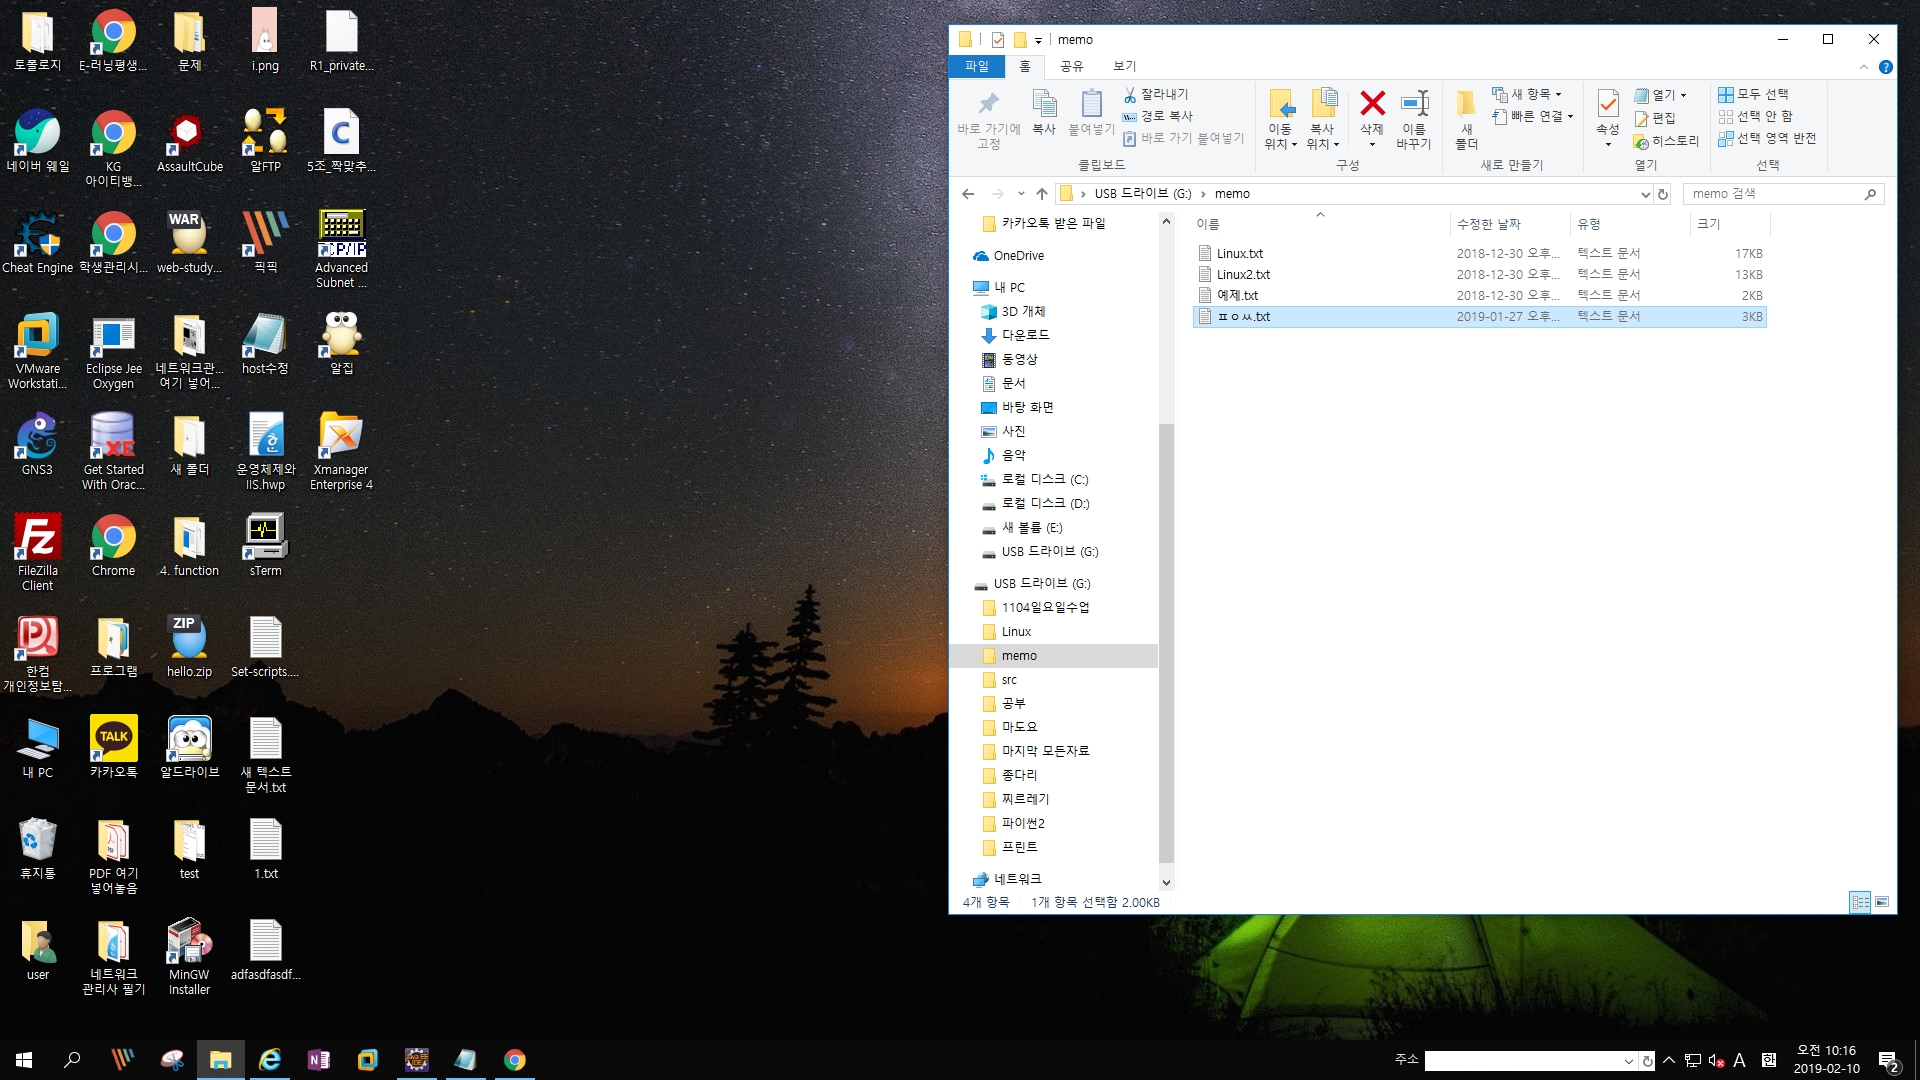 토폴로지
E-러닝평생...
문제
i.png
R1_private...
네이버 웨일
KG
아이티뱅...
AssaultCube
알FTP
5조_짝맞추...
Cheat Engine
학생관리시...
WAR
web-study...
픽픽
TCP/IP
Advanced
Subnet ...
VMware
Workstati...
Eclipse Jee
Oxygen
네트워크관...
여기 넣어...
host수정
알집
GNS3
XE
Get Started
With Orac...
새 폴더
운영체제와
IIS.hwp
Xmanager
Enterprise 4
FileZilla
Client
Chrome
4. function
sTerm
한컴
개인정보탐...
프로그램
ZIP
hello.zip
Set-scripts....
내 PC
TALK
카카오톡
알드라이브
새 텍스트
문서.txt
휴지통
PDF 여기
넣어놓음
test
1.txt
user
네트워크
관리사 필기
MinGW
Installer
adfasdfasdf...
memo
파일 홈 공유 보기
바로 가기에
고정
복사
붙여넣기
잘라내기
경로 복사
바로 가기 붙여넣기
클립보드
이동
위치
복사
위치
삭제
이름
바꾸기
구성
새
폴더
새 항목
빠른 연결
새로 만들기
속성
열기
편집
히스토리
열기
모두 선택
선택 안 함
선택 영역 반전
선택
USB 드라이브 (G:) memo
memo 검색
카카오톡 받은 파일
OneDrive
내 PC
3D 개체
다운로드
동영상
문서
바탕 화면
사진
음악
로컬 디스크 (C:)
로컬 디스크 (D:)
새 볼륨 (E:)
USB 드라이브 (G:)
USB 드라이브 (G:)
1104일요일수업
Linux
memo
src
공부
마도요
마지막 모든자료
종다리
찌르레기
파이썬2
프린트
네트워크
이름 수정한 날짜 유형 크기
Linux.txt 2018-12-30 오후... 텍스트 문서 17KB
Linux2.txt 2018-12-30 오후... 텍스트 문서 13KB
예제.txt 2018-12-30 오후... 텍스트 문서 2KB
ㅍㅇㅆ.txt 2019-01-27 오후... 텍스트 문서 3KB
4개 항목 1개 항목 선택함 2.00KB
주소
A 한
오전 10:16
2019-02-10
2